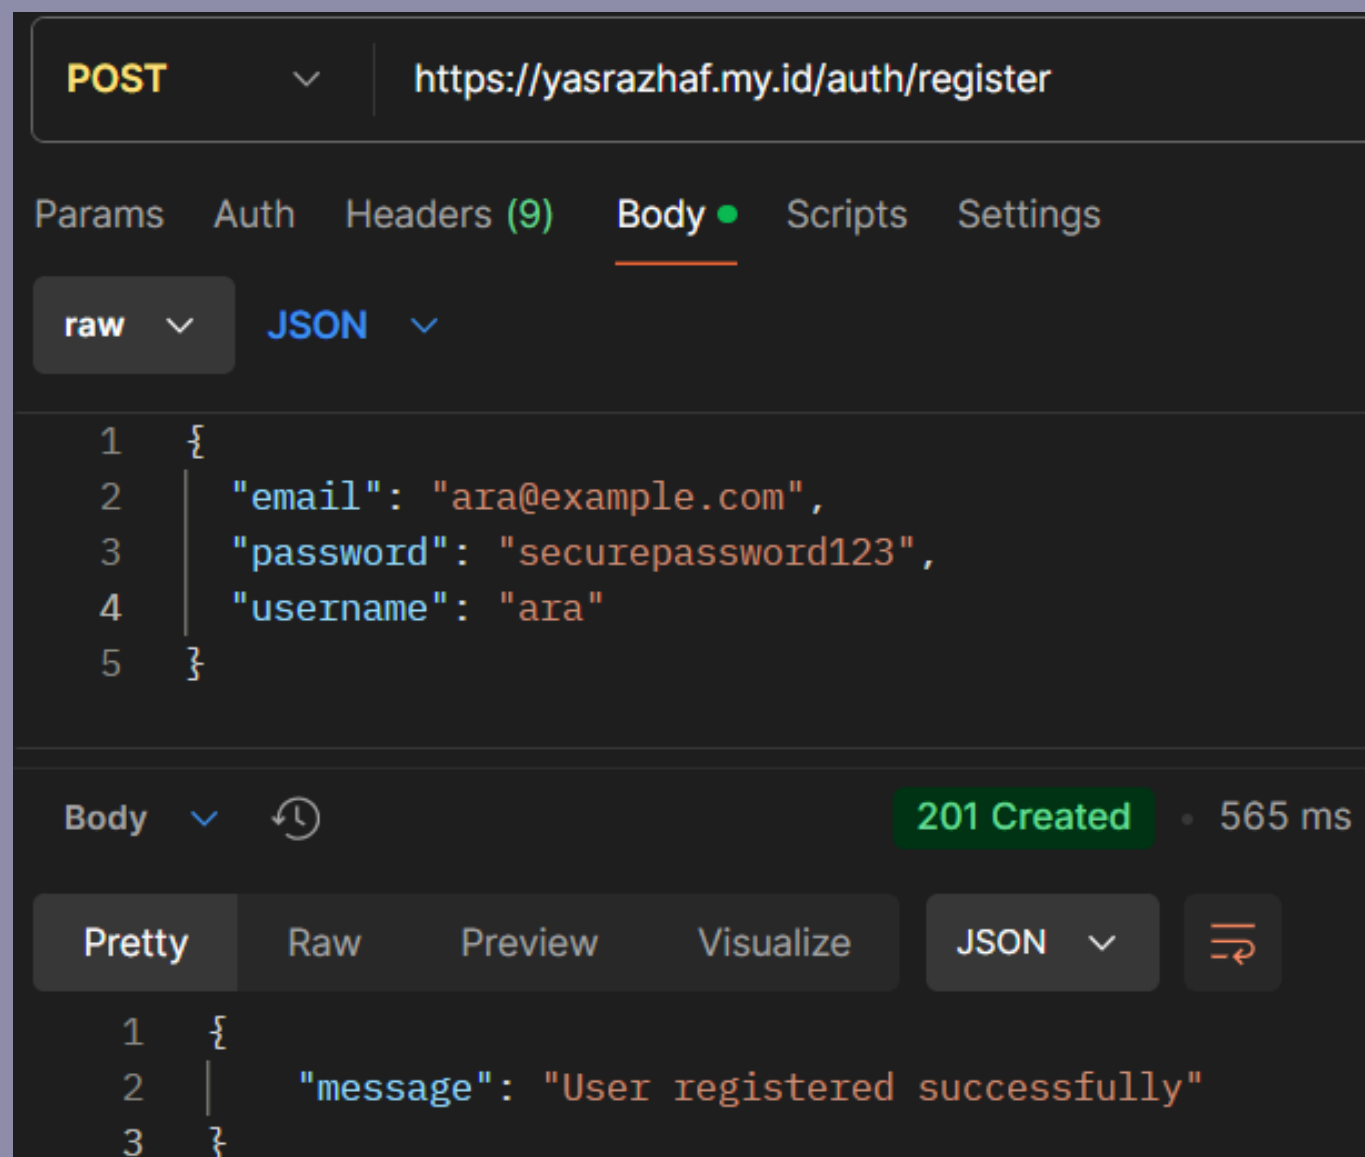 POST https://yasrazhaf.my.id/auth/register
Params Auth Headers (9) Body Scripts Settings
raw JSON
1 {
2 "email": "ara@example.com",
3 "password": "securepassword123",
4 "username": "ara"
5 }
Body 201 Created • 565 ms
Pretty Raw Preview Visualize JSON
1 {
2 "message": "User registered successfully"
3 }